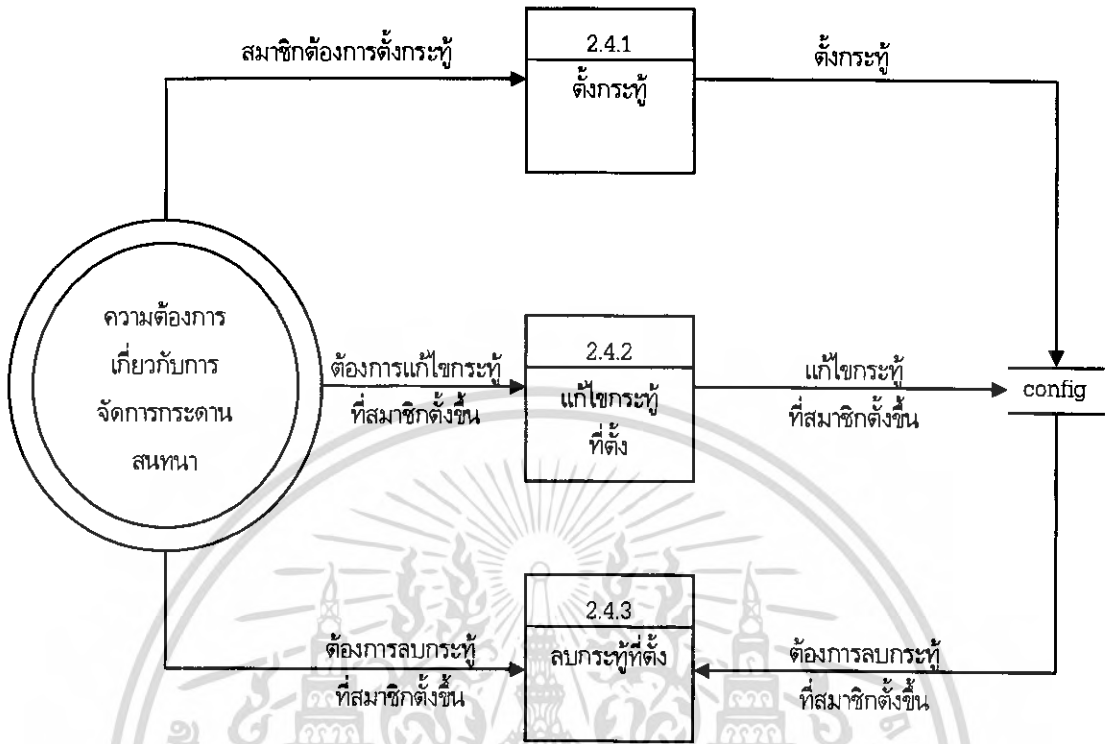 สมาชิกต้องการตั้งกระทู้
2.4.1
ตั้งกระทู้
ตั้งกระทู้
ความต้องการ
เกี่ยวกับการ
จัดการกระดาน
สนทนา
ต้องการแก้ไขกระทู้
ที่สมาชิกตั้งขึ้น
2.4.2
แก้ไขกระทู้
ที่ตั้ง
แก้ไขกระทู้
ที่สมาชิกตั้งขึ้น
config
ต้องการลบกระทู้
ที่สมาชิกตั้งขึ้น
2.4.3
ลบกระทู้ที่ตั้ง
ต้องการลบกระทู้
ที่สมาชิกตั้งขึ้น